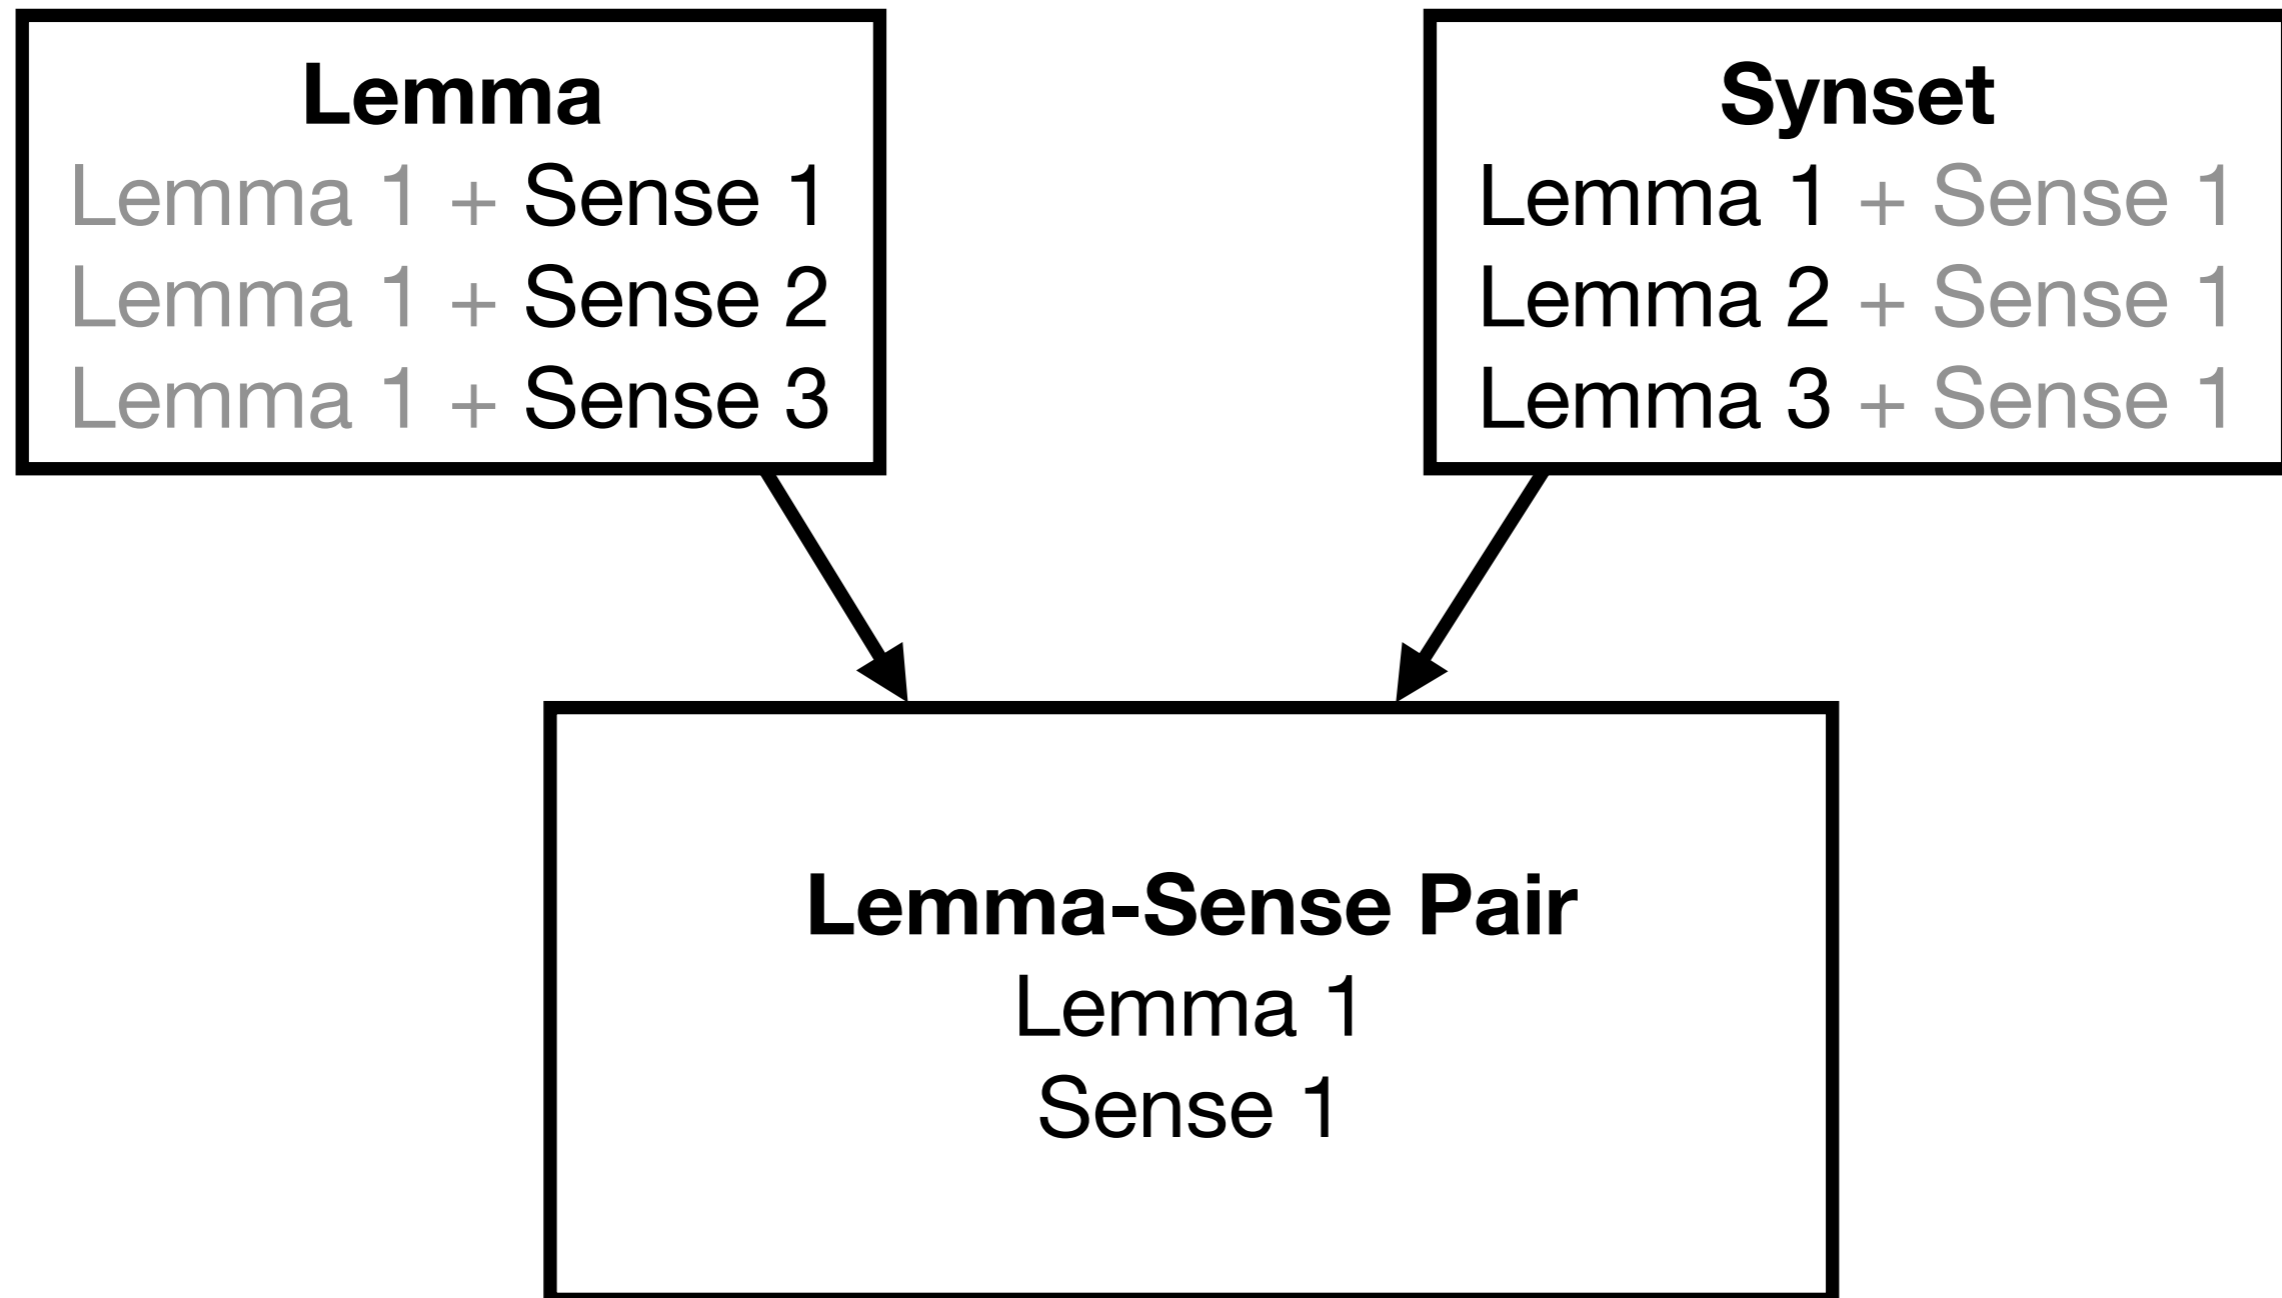 Lemma
Lemma 1 + Sense 1
Lemma 1 + Sense 2
Lemma 1 + Sense 3
Synset
Lemma 1 + Sense 1
Lemma 2 + Sense 1
Lemma 3 + Sense 1
Lemma-Sense Pair
Lemma 1
Sense 1